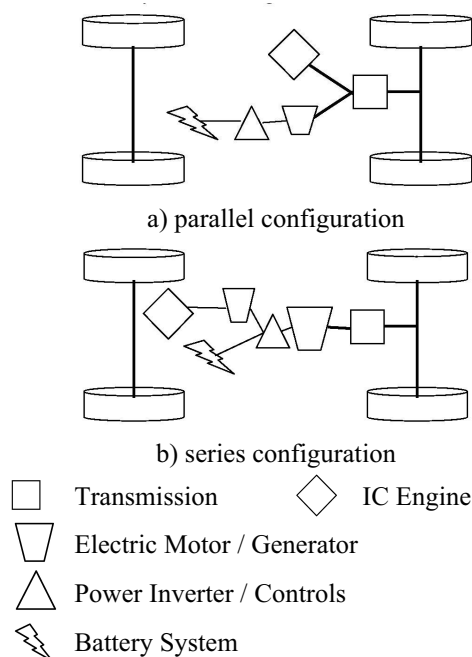 a) parallel configuration
b) series configuration
Transmission
IC Engine
Electric Motor / Generator
Power Inverter / Controls
Battery System